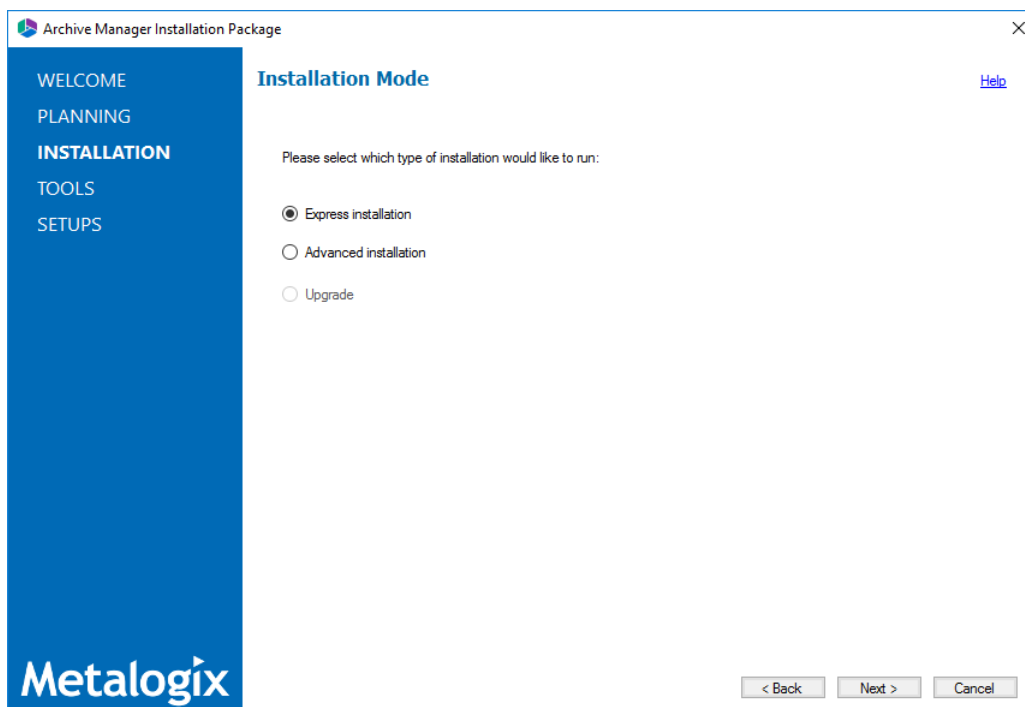 Archive Manager Installation Package
WELCOME
PLANNING
INSTALLATION
TOOLS
SETUPS
Metalogix
Installation Mode
Help
Please select which type of installation would like to run:
Express installation
Advanced installation
Upgrade
< Back
Next >
Cancel